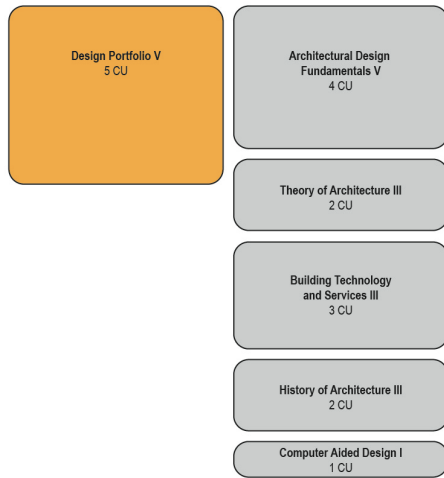 Design Portfolio V
5 CU
Architectural Design
Fundamentals V
4 CU
Theory of Architecture III
2 CU
Building Technology
and Services III
3 CU
History of Architecture III
2 CU
Computer Aided Design I
1 CU